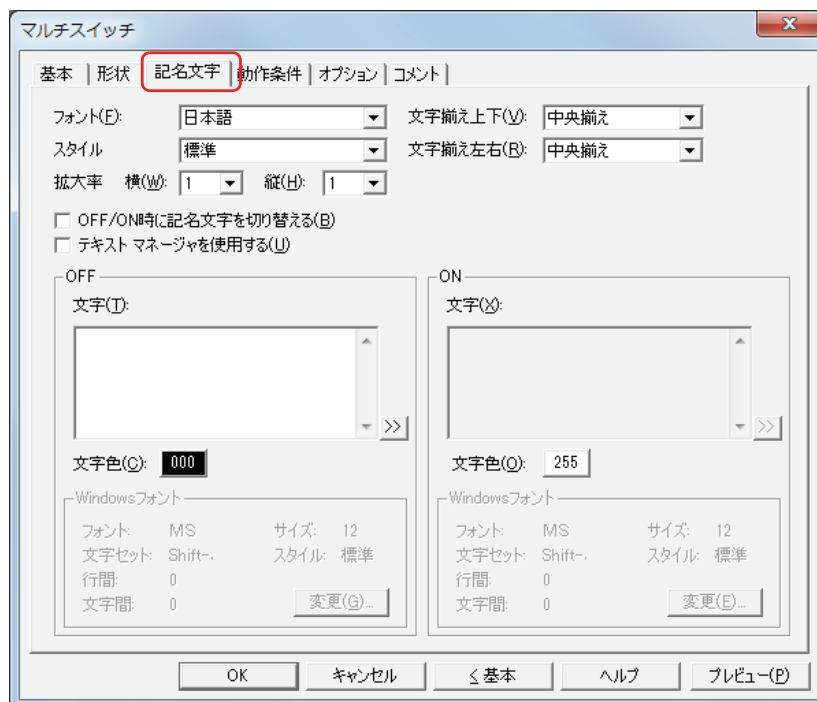 マルチスイッチ
基本 形状 記名文字 動作条件 オプション コメント
フォント(F): 日本語 文字揃え上下(V): 中央揃え
スタイル 標準 文字揃え左右(R): 中央揃え
拡大率 横(W): 1 縦(H): 1
OFF/ON時に記名文字を切り替える(B)
テキスト マネージャを使用する(U)
OFF
文字(T):
>>
文字色(C): 000
Windowsフォント
フォント: MS サイズ: 12
文字セット: Shift-. スタイル: 標準
行間: 0
文字間: 0 変更(G)...
ON
文字(X):
>>
文字色(O): 255
Windowsフォント
フォント: MS サイズ: 12
文字セット: Shift-. スタイル: 標準
行間: 0
文字間: 0 変更(E)...
OK キャンセル <基本 ヘルプ プレビュー(P)